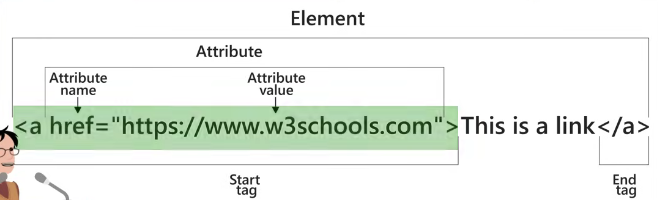 Element
Attribute
Attribute name
Attribute value
<a href="https://www.w3schools.com">This is a link</a>
Start tag
End tag